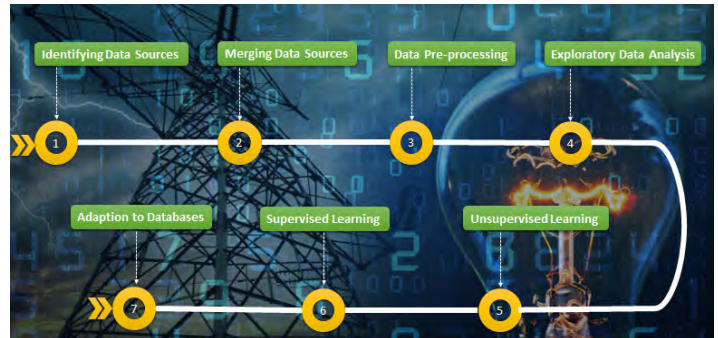 Identifying Data Sources
Merging Data Sources
Data Pre-processing
Exploratory Data Analysis
1
2
3
4
Adaption to Databases
Supervised Learning
Unsupervised Learning
7
6
5